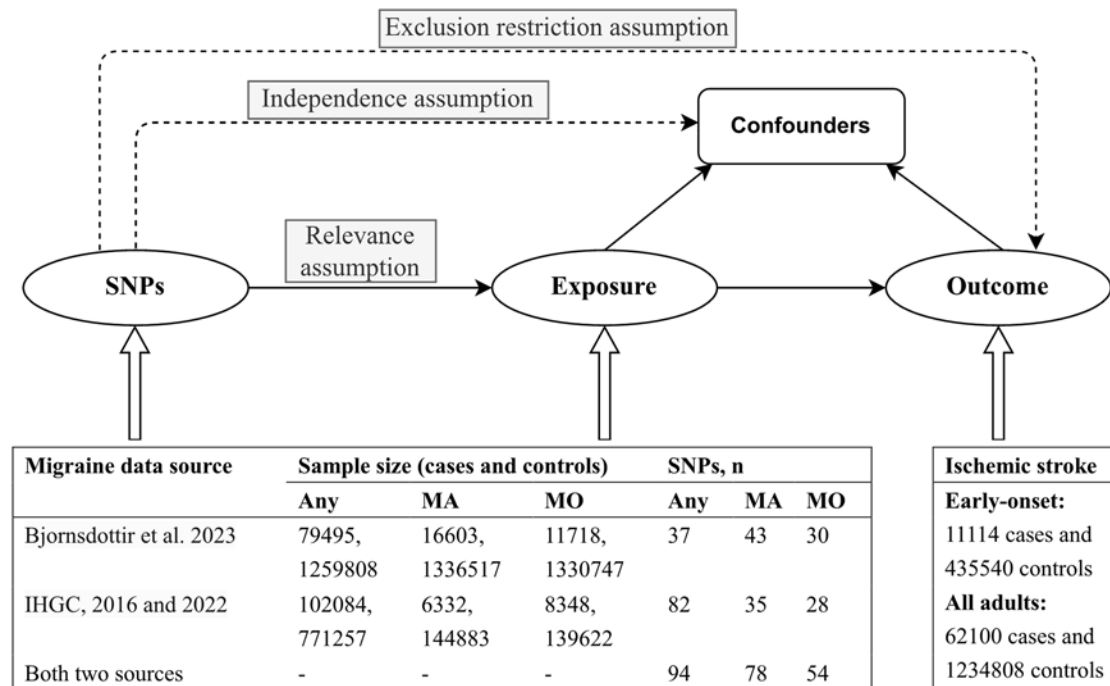 Exclusion restriction assumption
Independence assumption
Confounders
Relevance
assumption
SNPs
Exposure
Outcome
Migraine data source Sample size (cases and controls) SNPs, n
Any MA MO Any MA MO
Bjornsdottir et al. 2023 79495, 16603, 11718, 37 43 30
1259808 1336517 1330747
IHGC, 2016 and 2022 102084, 6332, 8348, 82 35 28
771257 144883 139622
Both two sources - - - 94 78 54
Ischemic stroke
Early-onset:
11114 cases and
435540 controls
All adults:
62100 cases and
1234808 controls